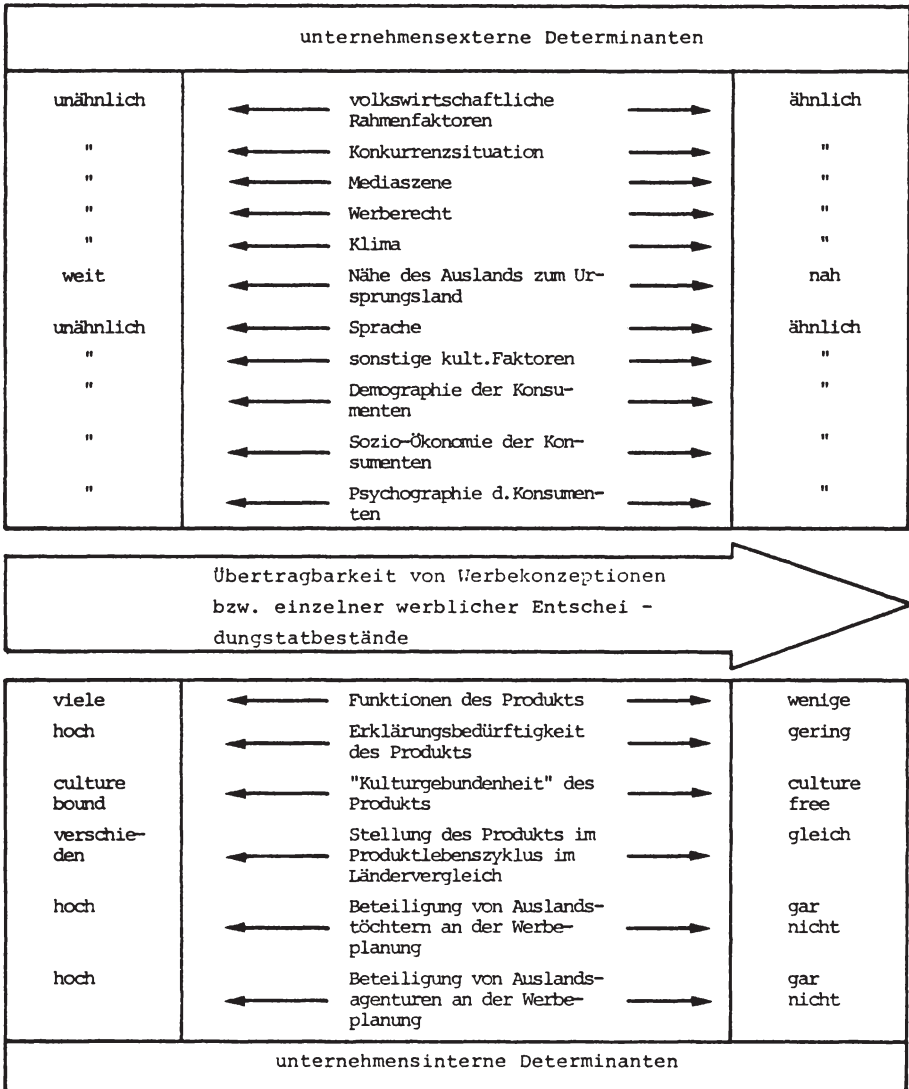 unternehmensexterne Determinanten
unähnlich volkswirtschaftliche ähnlich
Rahmenfaktoren
" Konkurrenzsituation "
" Mediaszene "
" Werberecht "
" Klima "
weit Nähe des Auslands zum Ur- nah
sprungsland
unähnlich Sprache ähnlich
" sonstige kult.Faktoren "
" Demographie der Konsu- "
menten
" Sozio-Ökonomie der Kon- "
sumenten
" Psychographie d.Konsumen- "
ten
Übertragbarkeit von Werbekonzeptionen
bzw. einzelner werblicher Entschei -
dungstatbestände
viele Funktionen des Produkts wenige
hoch Erklärungsbedürftigkeit gering
des Produkts
culture "Kulturgebundenheit" des culture
bound Produkts free
verschie- Stellung des Produkts im gleich
den Produktlebenszyklus im
Ländervergleich
hoch Beteiligung von Auslands- gar
töchtern an der Werbe- nicht
planung
hoch Beteiligung von Auslands- gar
agenturen an der Werbe- nicht
planung
unternehmensinterne Determinanten